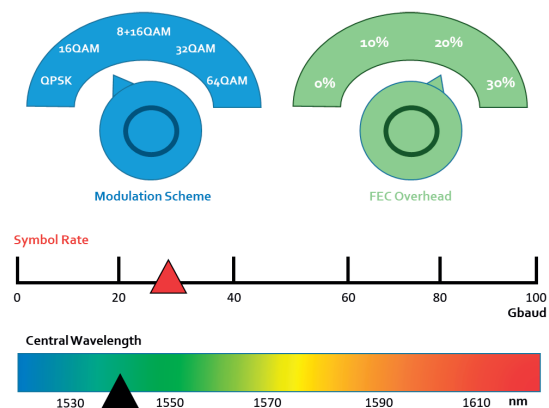 8+16QAM
16QAM
32QAM
QPSK
64QAM
Modulation Scheme
10%
20%
0%
30%
FEC Overhead
Symbol Rate
0 20 40 60 80 100
Gbaud
Central Wavelength
1530 1550 1570 1590 1610 nm